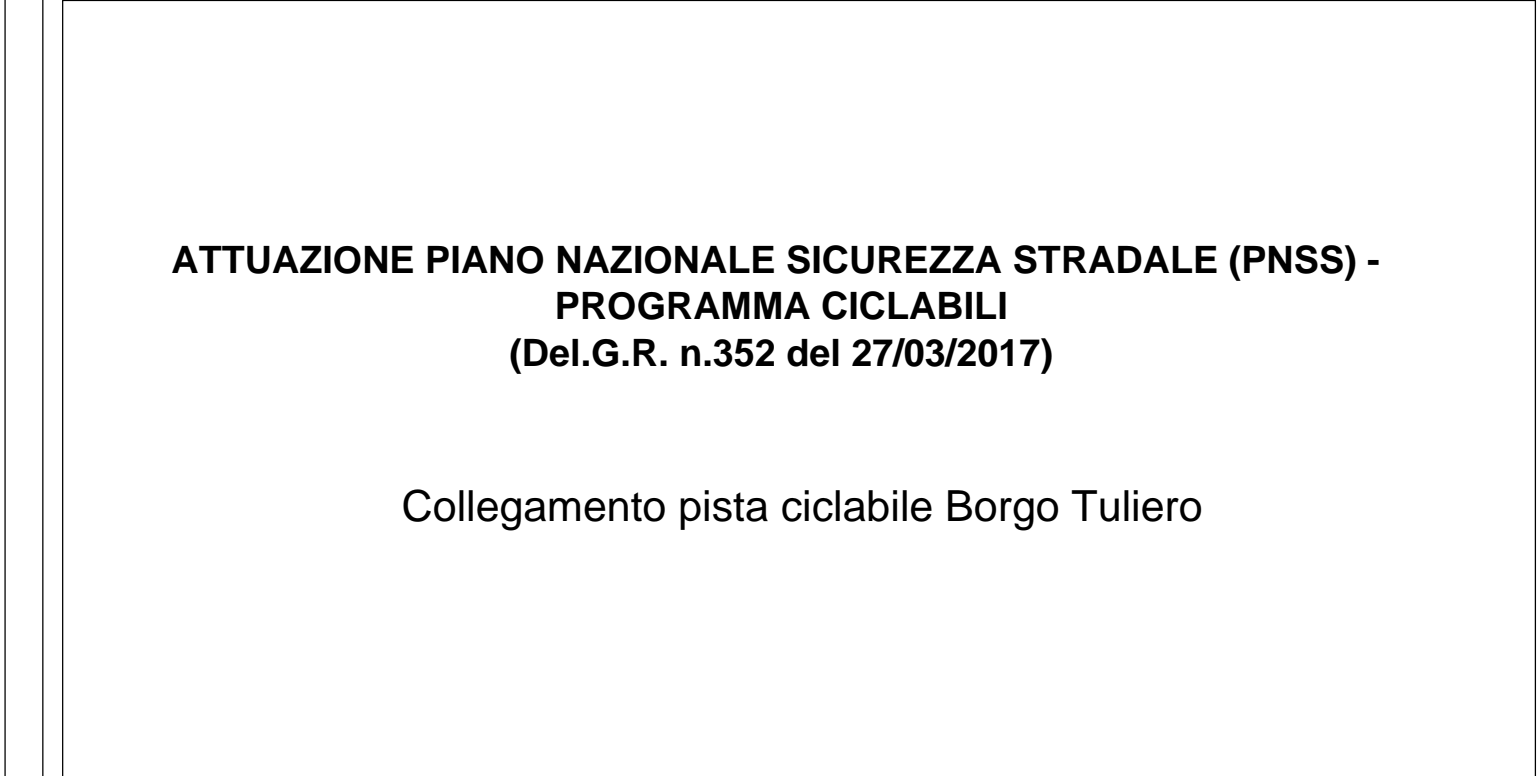 ATTUAZIONE PIANO NAZIONALE SICUREZZA STRADALE (PNSS) -
PROGRAMMA CICLABILI
(Del.G.R. n.352 del 27/03/2017)
Collegamento pista ciclabile Borgo Tuliero